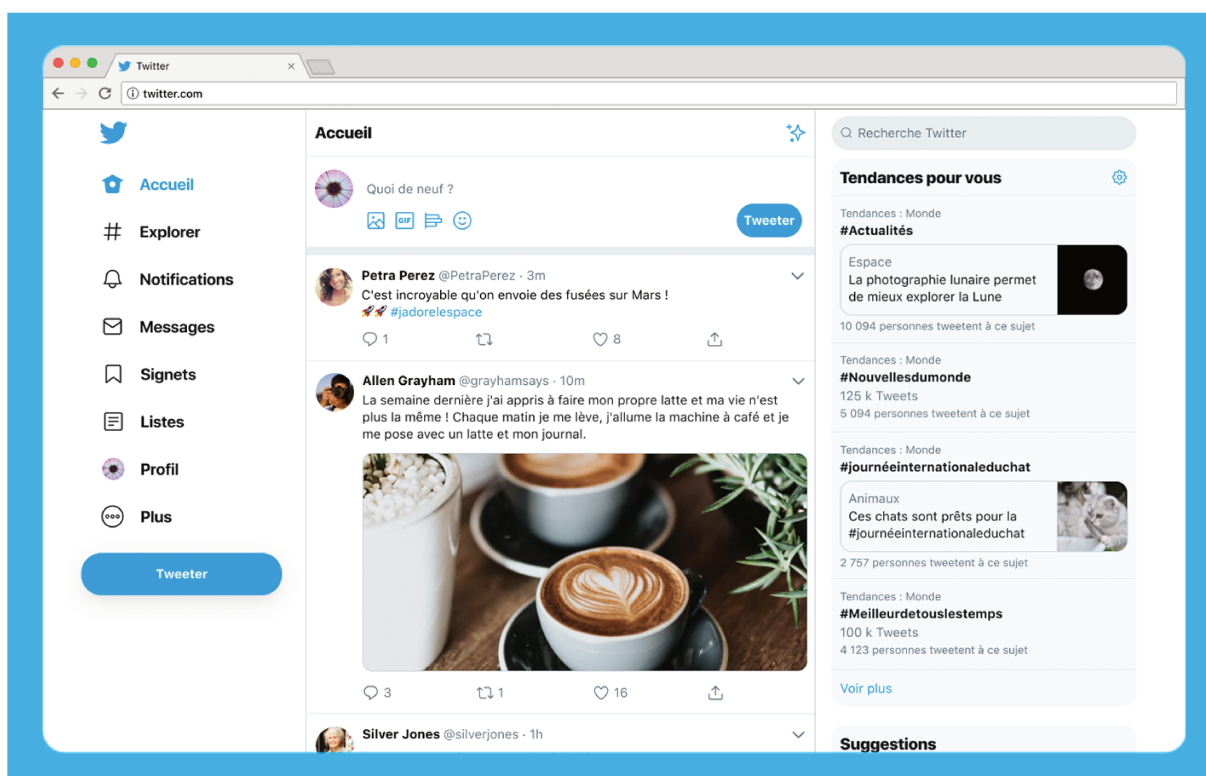 Twitter
twitter.com
Accueil
Explorer
Notifications
Messages
Signets
Listes
Profil
Plus
Tweeter
Accueil
Quoi de neuf ?
GIF
Tweeter
Petra Perez @PetraPerez · 3m
C'est incroyable qu'on envoie des fusées sur Mars !
🚀🚀 #jadorelespace
1
8
Allen Grayham @grayhamsays · 10m
La semaine dernière j'ai appris à faire mon propre latte et ma vie n'est
plus la même ! Chaque matin je me lève, j'allume la machine à café et je
me pose avec un latte et mon journal.
3
1
16
Silver Jones @silverjones · 1h
Recherche Twitter
Tendances pour vous
Tendances : Monde
#Actualités
Espace
La photographie lunaire permet
de mieux explorer la Lune
10 094 personnes tweetent à ce sujet
Tendances : Monde
#Nouvellesdumonde
125 k Tweets
5 094 personnes tweetent à ce sujet
Tendances : Monde
#journéeinternationaleduchat
Animaux
Ces chats sont prêts pour la
#journéeinternationaleduchat
2 757 personnes tweetent à ce sujet
Tendances : Monde
#Meilleurdetouslestemps
100 k Tweets
4 123 personnes tweetent à ce sujet
Voir plus
Suggestions